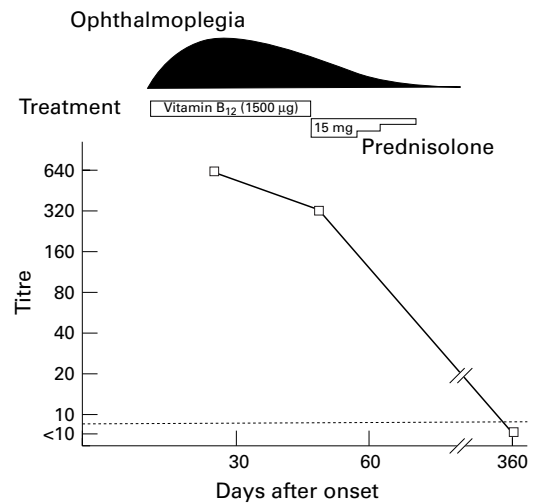 Ophthalmoplegia
Treatment
Vitamin B12 (1500 µg)
15 mg
Prednisolone
Titre
640
320
160
80
40
20
10
<10
30
60
360
Days after onset